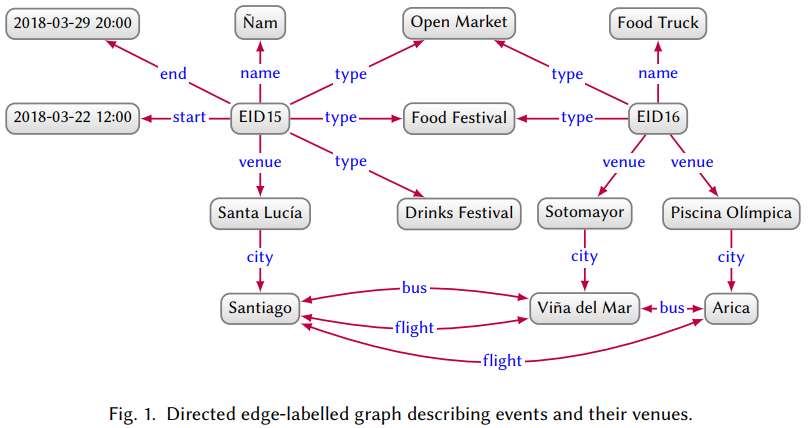 2018-03-29 20:00
Ñam
Open Market
Food Truck
end
name
type
type
name
2018-03-22 12:00
start
EID15
type
Food Festival
type
EID16
venue
type
venue
venue
Santa Lucía
Drinks Festival
Sotomayor
Piscina Olímpica
city
city
city
bus
Santiago
Viña del Mar
bus
Arica
flight
flight
Fig. 1. Directed edge-labelled graph describing events and their venues.